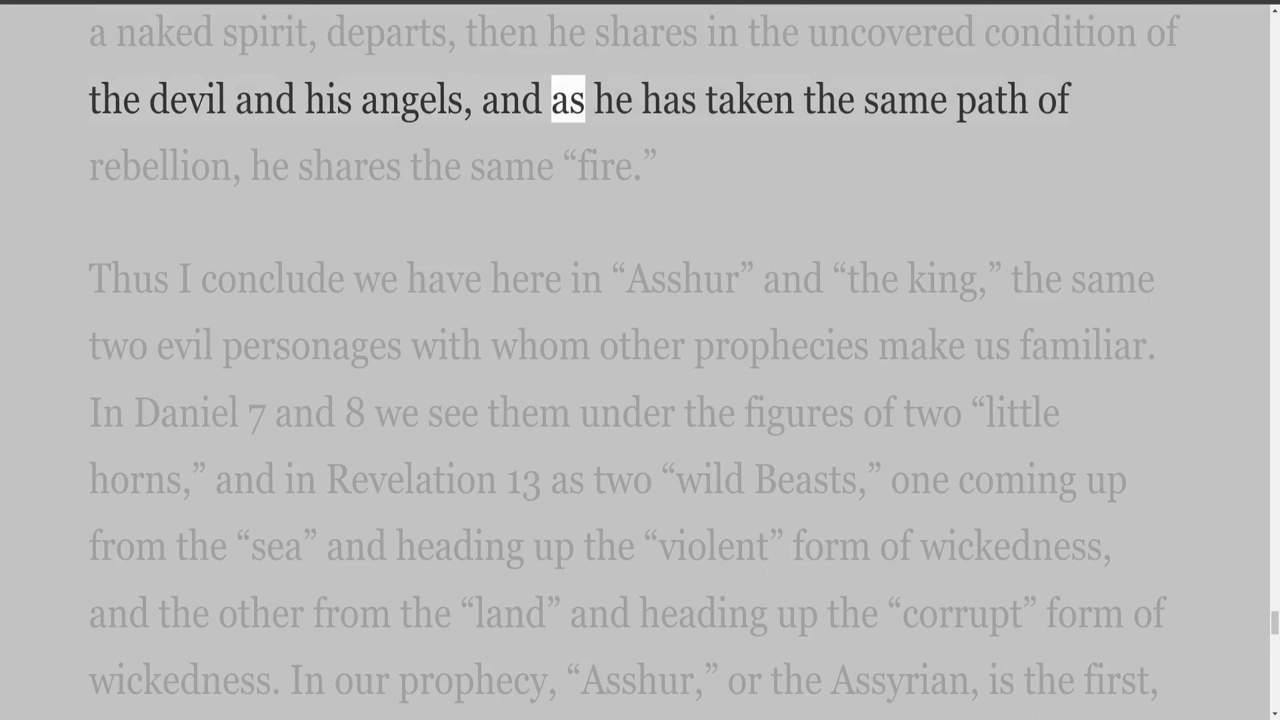 a naked spirit, departs, then he shares in the uncovered condition of
the devil and his angels, and as he has taken the same path of
rebellion, he shares the same “fire.”
Thus I conclude we have here in “Asshur” and “the king,” the same
two evil personages with whom other prophecies make us familiar.
In Daniel 7 and 8 we see them under the figures of two “little
horns,” and in Revelation 13 as two “wild Beasts,” one coming up
from the “sea” and heading up the “violent” form of wickedness,
and the other from the “land” and heading up the “corrupt” form of
wickedness. In our prophecy, “Asshur,” or the Assyrian, is the first,